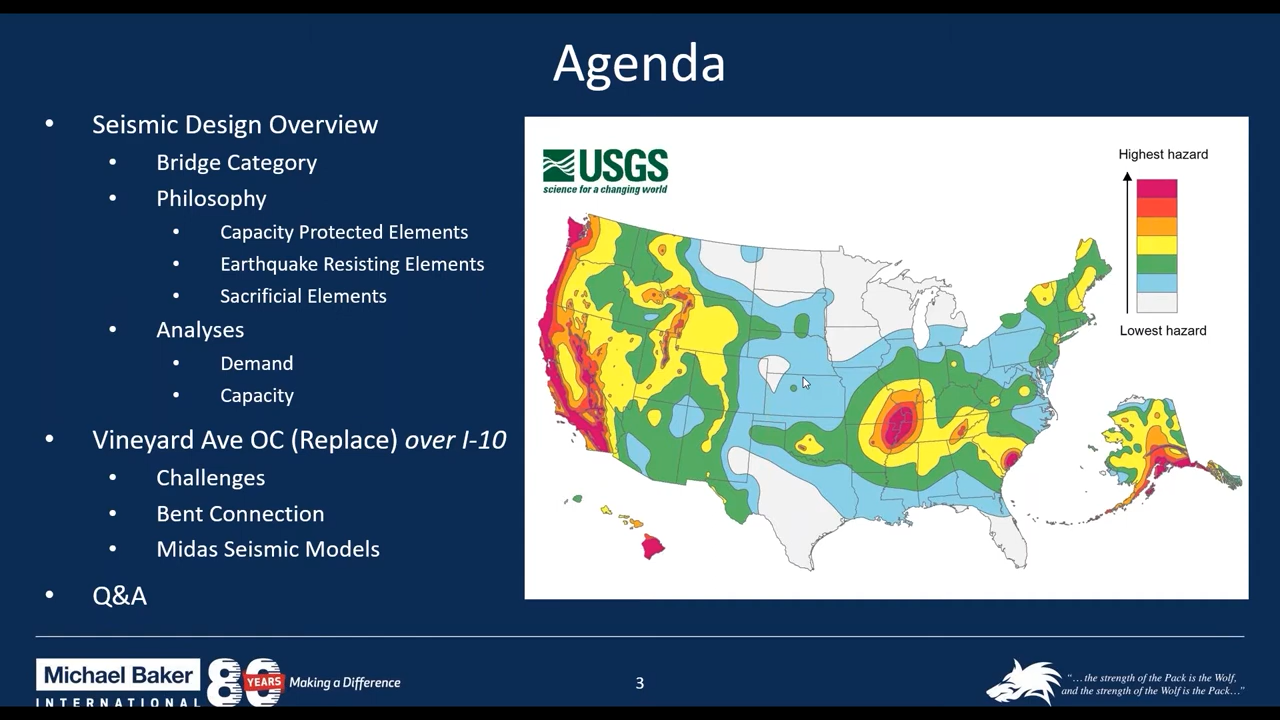 Agenda
• Seismic Design Overview
• Bridge Category
• Philosophy
• Capacity Protected Elements
• Earthquake Resisting Elements
• Sacrificial Elements
• Analyses
• Demand
• Capacity
• Vineyard Ave OC (Replace) over I-10
• Challenges
• Bent Connection
• Midas Seismic Models
• Q&A
USGS
science for a changing world
Highest hazard
Lowest hazard
Michael Baker
INTERNATIONAL
80 YEARS
Making a Difference
3
“… the strength of the Pack is the Wolf,
and the strength of the Wolf is the Pack…”